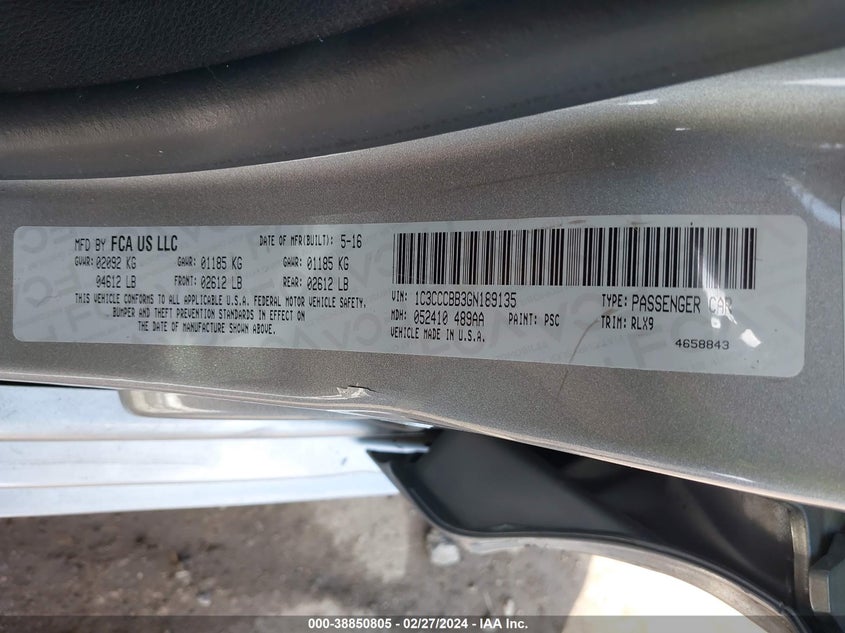 MFD BY FCA US LLC DATE OF MFR(BUILT): 5-16
GVWR: 02092 KG GAWR: 01185 KG GAWR: 01185 KG
04612 LB FRONT: 02612 LB REAR: 02612 LB
THIS VEHICLE CONFORMS TO ALL APPLICABLE U.S.A. FEDERAL MOTOR VEHICLE SAFETY,
BUMPER AND THEFT PREVENTION STANDARDS IN EFFECT ON
THE DATE OF MANUFACTURE SHOWN ABOVE.
VIN: 1C3CCCBB3GN189135 TYPE: PASSENGER CAR
MDH: 052410 489AA PAINT: PSC TRIM: RLX9
VEHICLE MADE IN U.S.A. 4658843
000-38850805 - 02/27/2024 - IAA Inc.